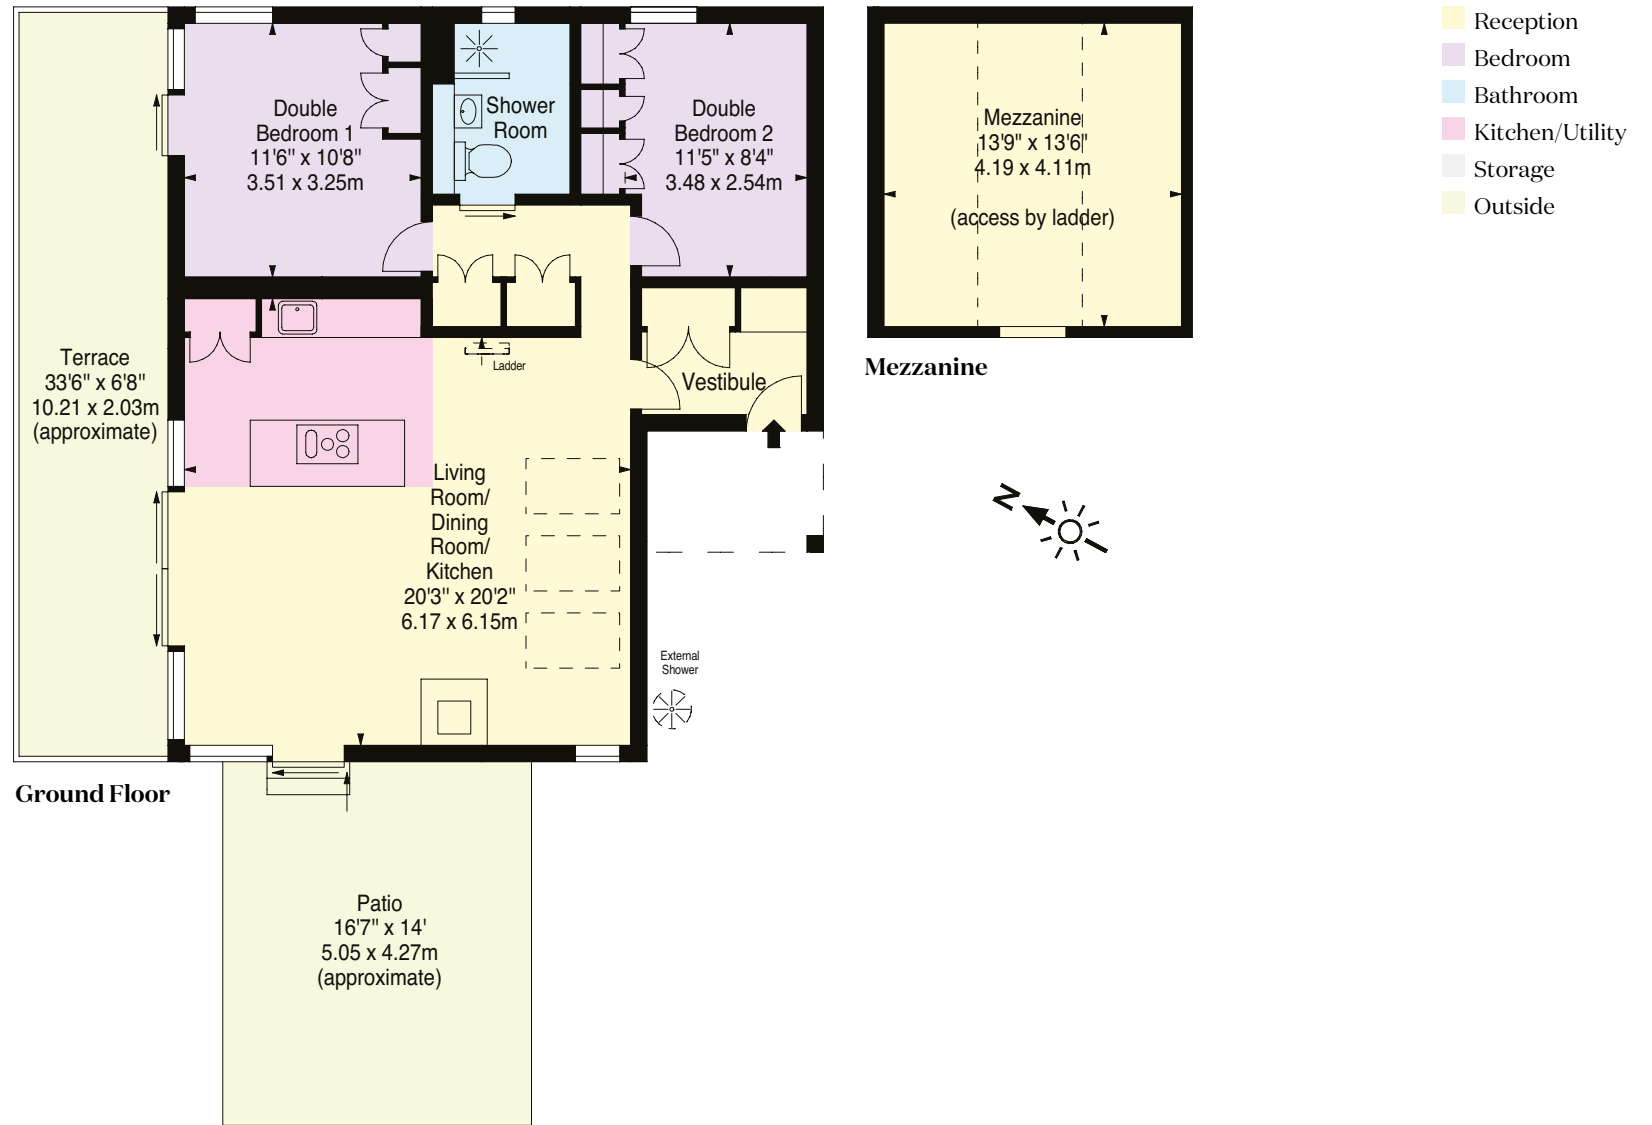 Double
Bedroom 1
11'6" x 10'8"
3.51 x 3.25m
Shower
Room
Double
Bedroom 2
11'5" x 8'4"
3.48 x 2.54m
Mezzanine
13'9" x 13'6"
4.19 x 4.11m
(access by ladder)
Mezzanine
Reception
Bedroom
Bathroom
Kitchen/Utility
Storage
Outside
Terrace
33'6" x 6'8"
10.21 x 2.03m
(approximate)
Ladder
Vestibule
Living
Room/
Dining
Room/
Kitchen
20'3" x 20'2"
6.17 x 6.15m
N
External
Shower
Ground Floor
Patio
16'7" x 14'
5.05 x 4.27m
(approximate)